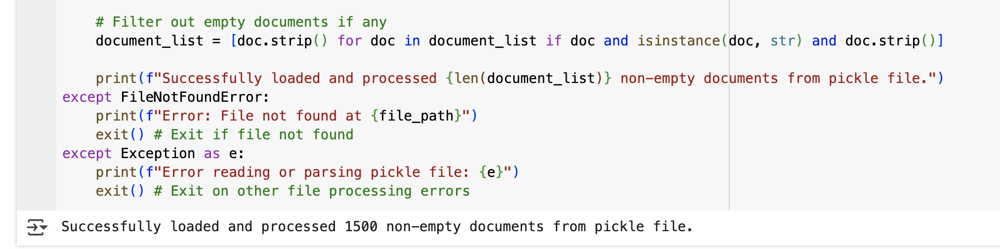 # Filter out empty documents if any
document_list = [doc.strip() for doc in document_list if doc and isinstance(doc, str) and doc.strip()]
print(f"Successfully loaded and processed {len(document_list)} non-empty documents from pickle file.")
except FileNotFoundError:
print(f"Error: File not found at {file_path}")
exit() # Exit if file not found
except Exception as e:
print(f"Error reading or parsing pickle file: {e}")
exit() # Exit on other file processing errors
Successfully loaded and processed 1500 non-empty documents from pickle file.